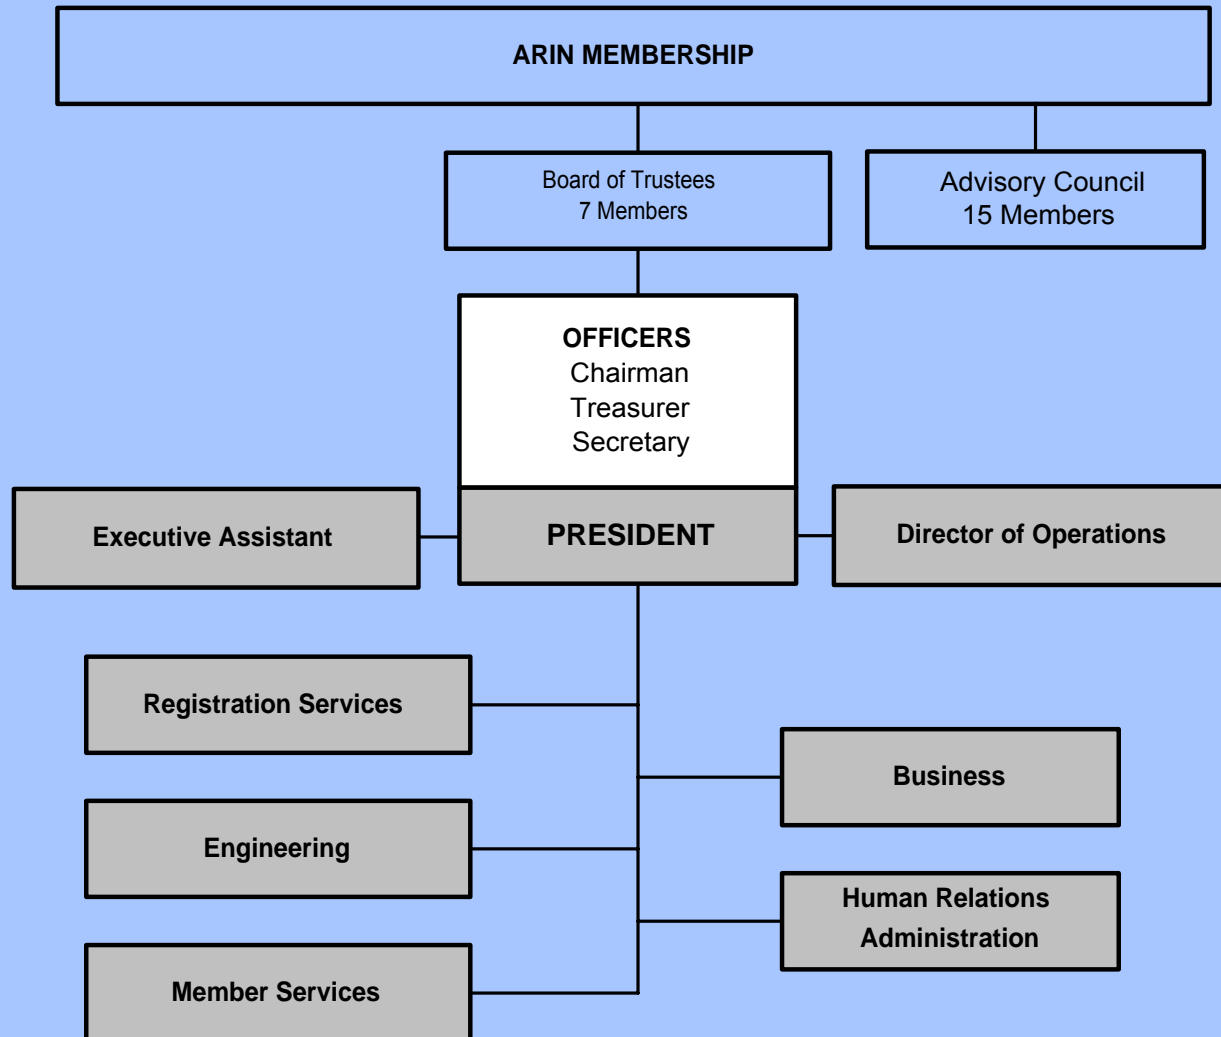 ARIN MEMBERSHIP
Board of Trustees
7 Members
Advisory Council
15 Members
OFFICERS
Chairman
Treasurer
Secretary
Executive Assistant
PRESIDENT
Director of Operations
Registration Services
Business
Engineering
Human Relations
Administration
Member Services